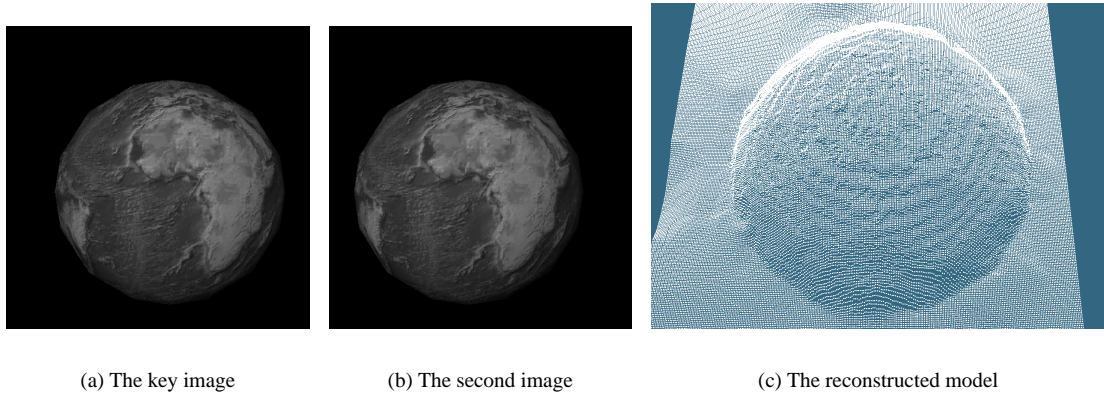 (a) The key image
(b) The second image
(c) The reconstructed model